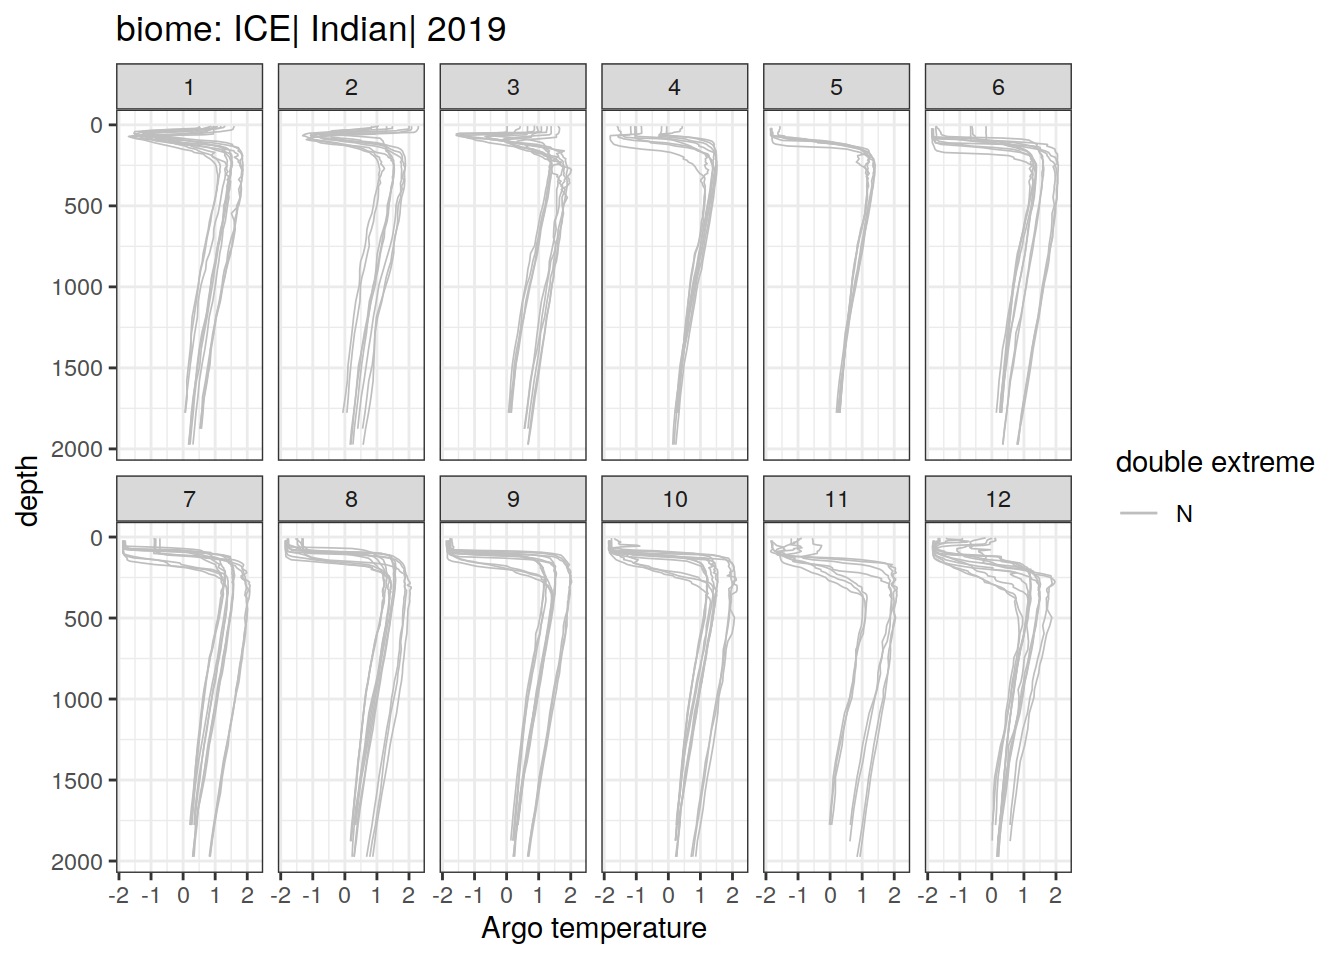 biome: ICE| Indian| 2019
1 2 3 4 5 6
0
500
1000
1500
2000
depth
7 8 9 10 11 12
0
500
1000
1500
2000
-2 -1 0 1 2 -2 -1 0 1 2 -2 -1 0 1 2 -2 -1 0 1 2 -2 -1 0 1 2 -2 -1 0 1 2
Argo temperature
double extreme
N